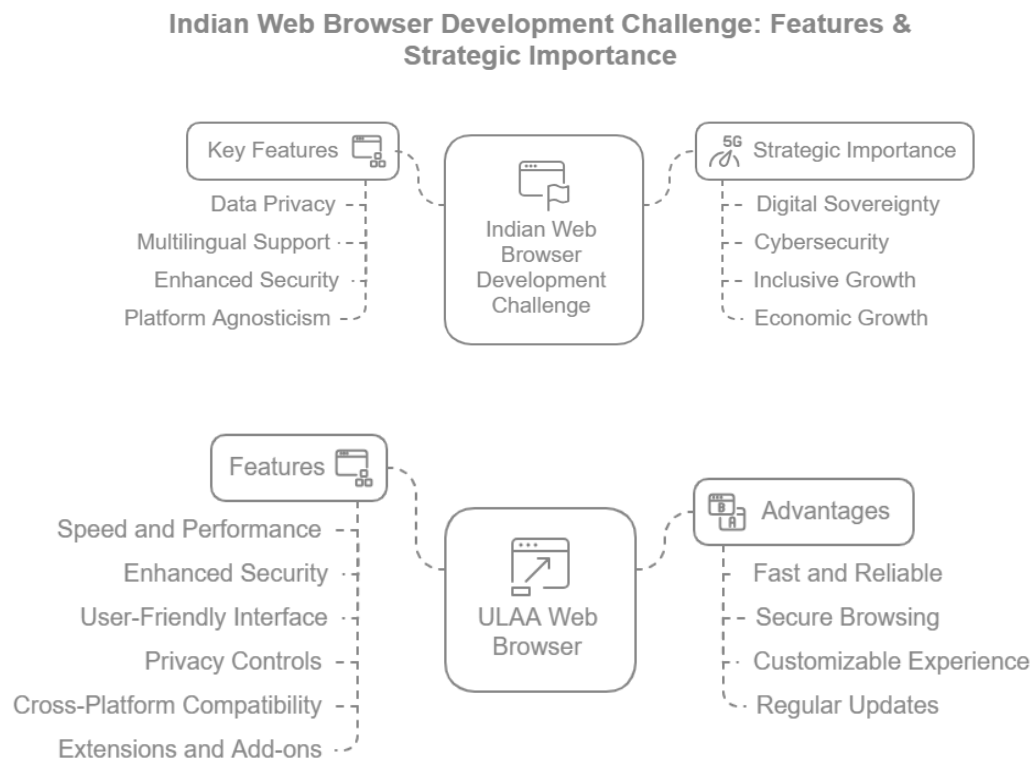 Indian Web Browser Development Challenge: Features &
Strategic Importance
Key Features
Data Privacy
Multilingual Support
Enhanced Security
Platform Agnosticism
Indian Web
Browser
Development
Challenge
5G
Strategic Importance
Digital Sovereignty
Cybersecurity
Inclusive Growth
Economic Growth
Features
Speed and Performance
Enhanced Security
User-Friendly Interface
Privacy Controls
Cross-Platform Compatibility
Extensions and Add-ons
ULAA Web
Browser
B
A
Advantages
Fast and Reliable
Secure Browsing
Customizable Experience
Regular Updates